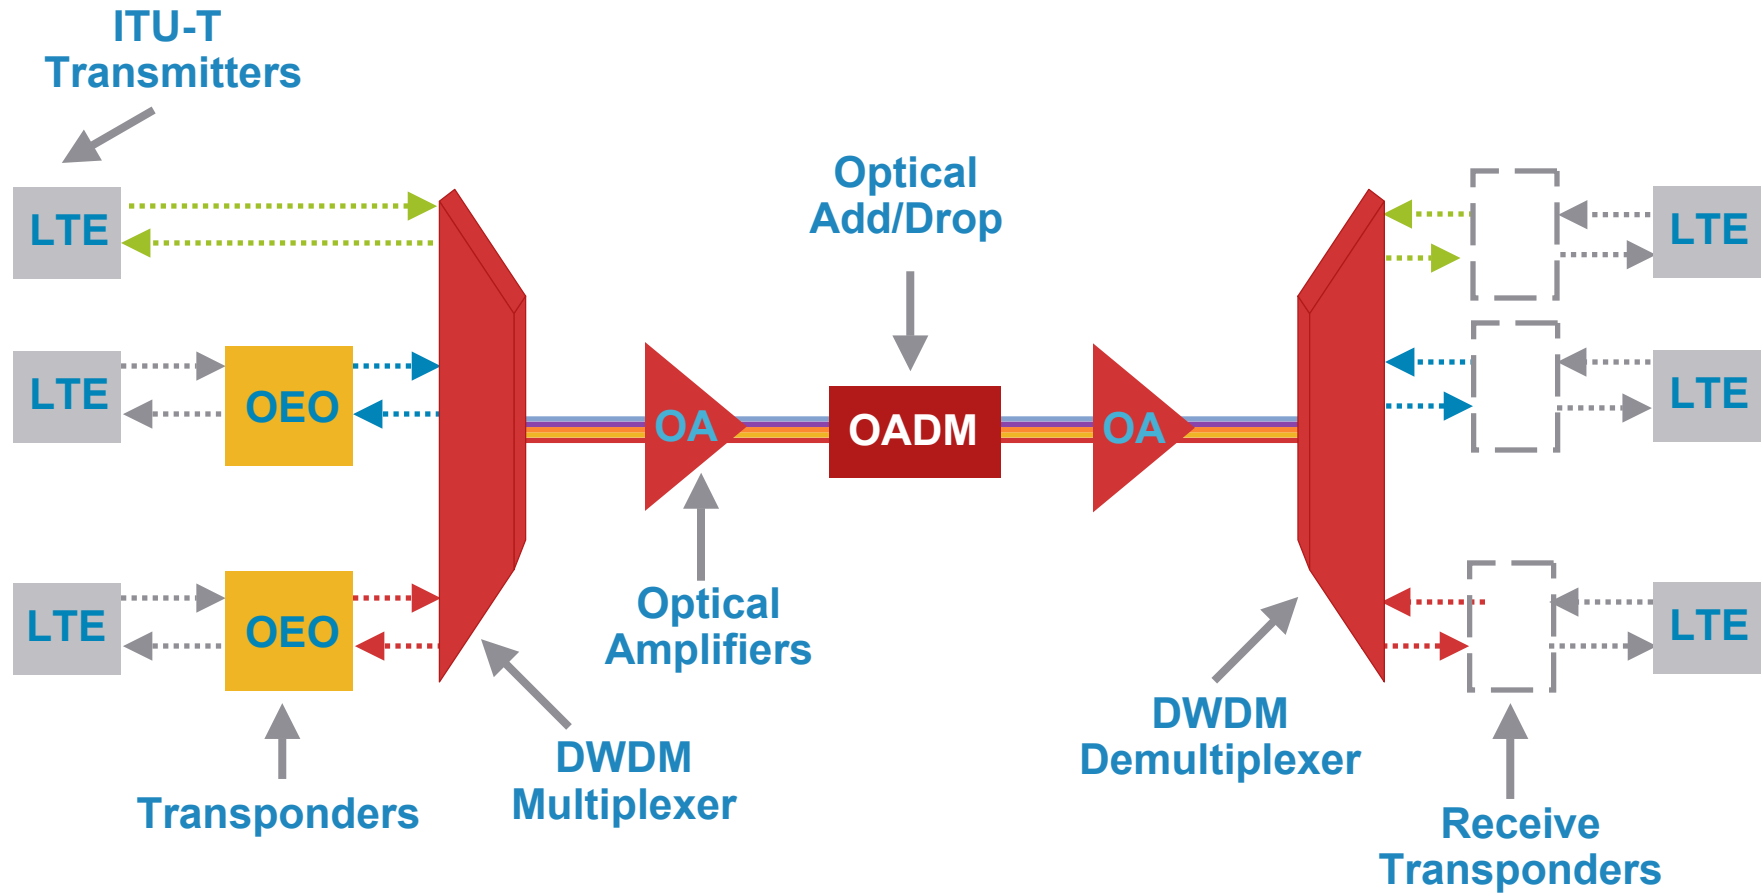 ITU-T
Transmitters
Optical
Add/Drop
LTE
LTE
LTE
OEO
LTE
OA
OADM
OA
LTE
OEO
LTE
Optical
Amplifiers
LTE
DWDM
Multiplexer
DWDM
Demultiplexer
Transponders
Receive
Transponders